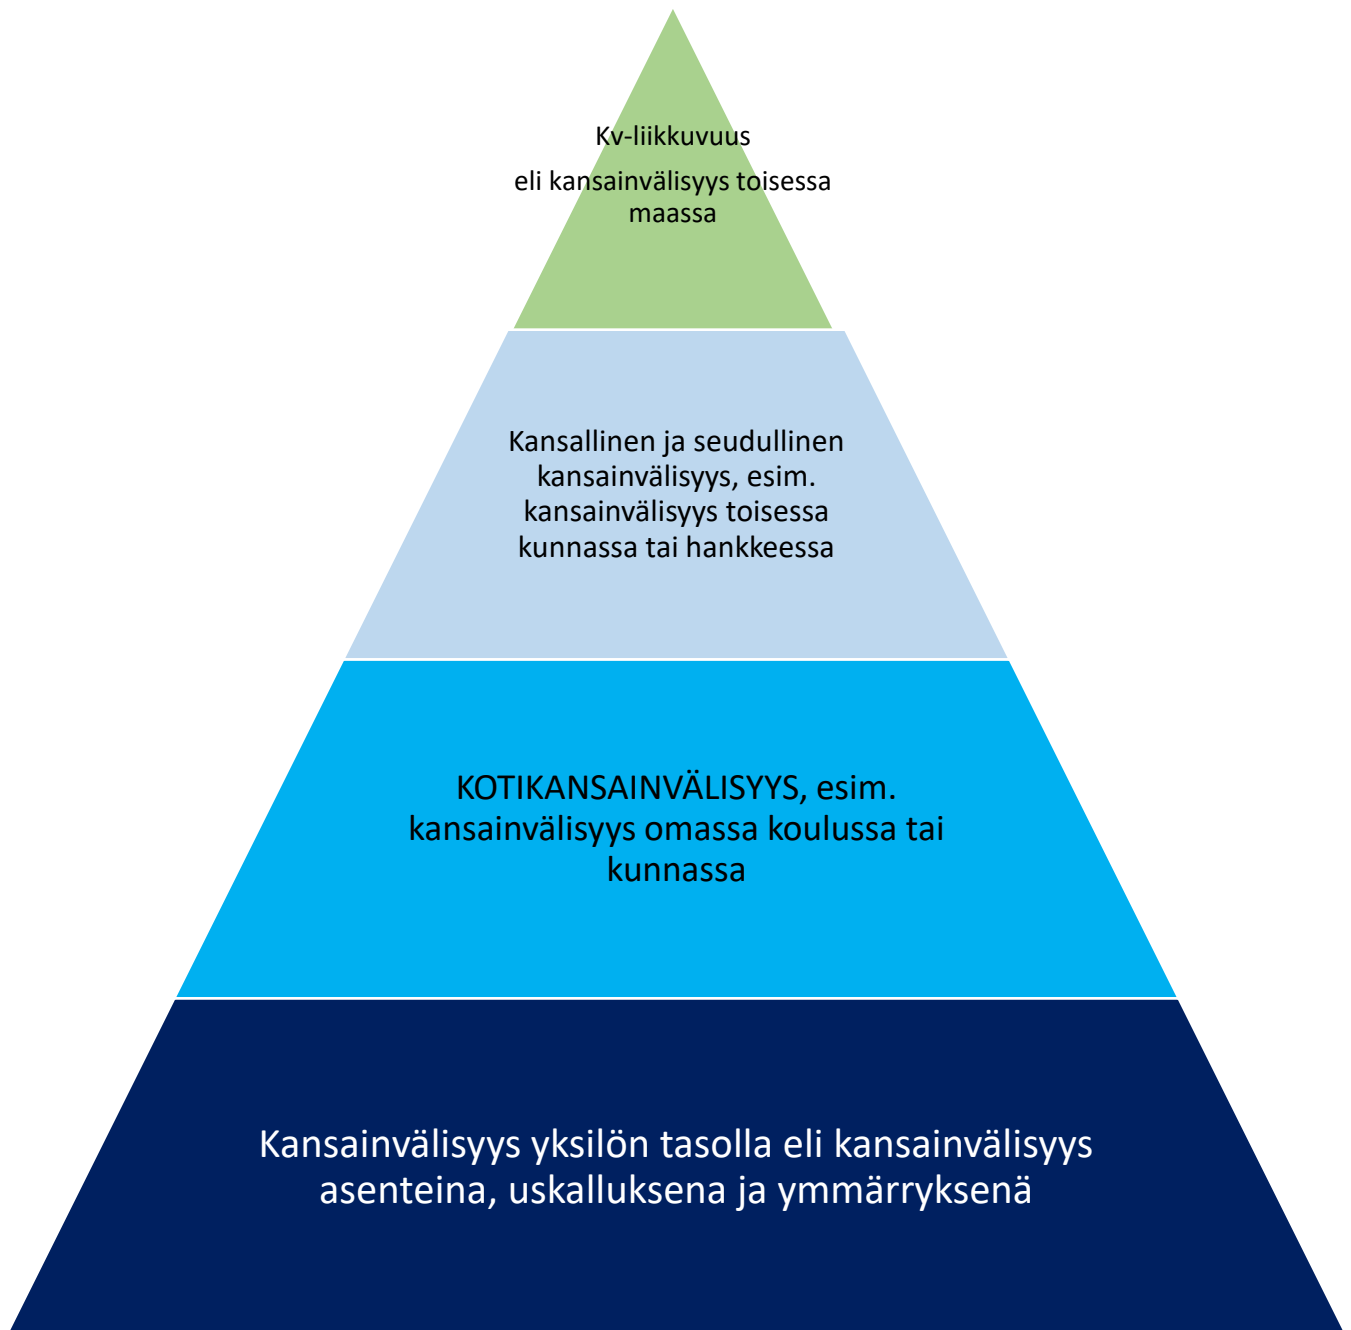 Kv-liikkuvuus
eli kansainvälisyys toisessa
maassa
Kansallinen ja seudullinen
kansainvälisyys, esim.
kansainvälisyys toisessa
kunnassa tai hankkeessa
KOTIKANSAINVÄLISYYS, esim.
kansainvälisyys omassa koulussa tai
kunnassa
Kansainvälisyys yksilön tasolla eli kansainvälisyys
asenteina, uskalluksena ja ymmärryksenä